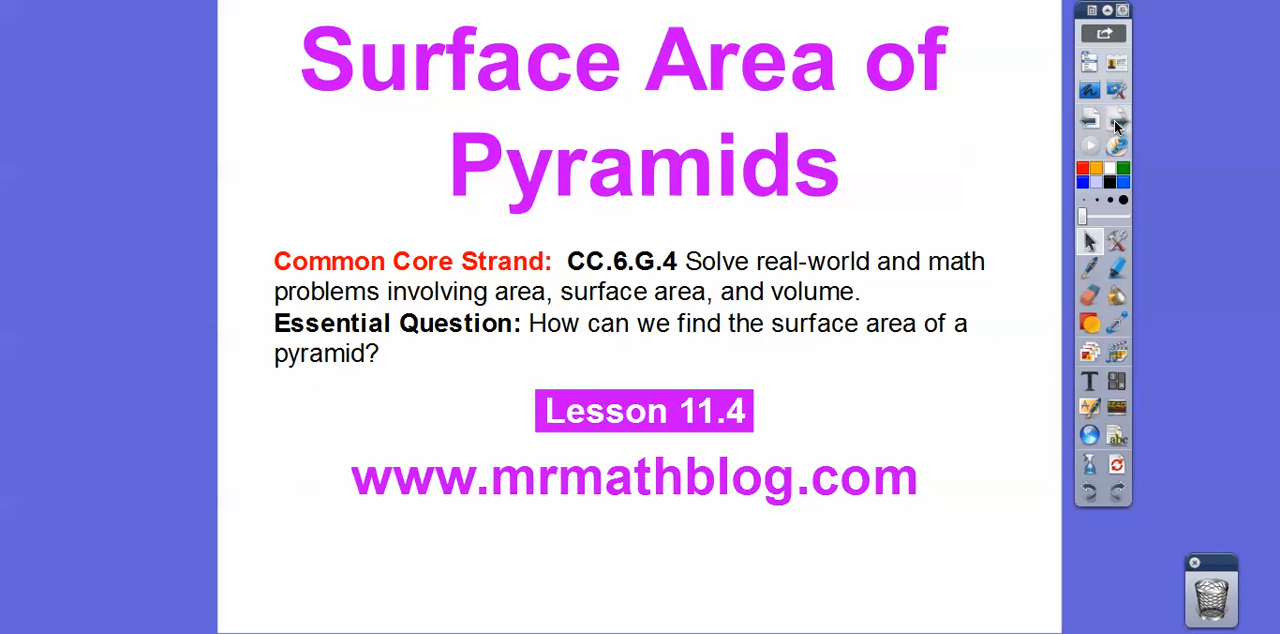 Surface Area of
Pyramids
Common Core Strand: CC.6.G.4 Solve real-world and math
problems involving area, surface area, and volume.
Essential Question: How can we find the surface area of a
pyramid?
Lesson 11.4
www.mrmathblog.com